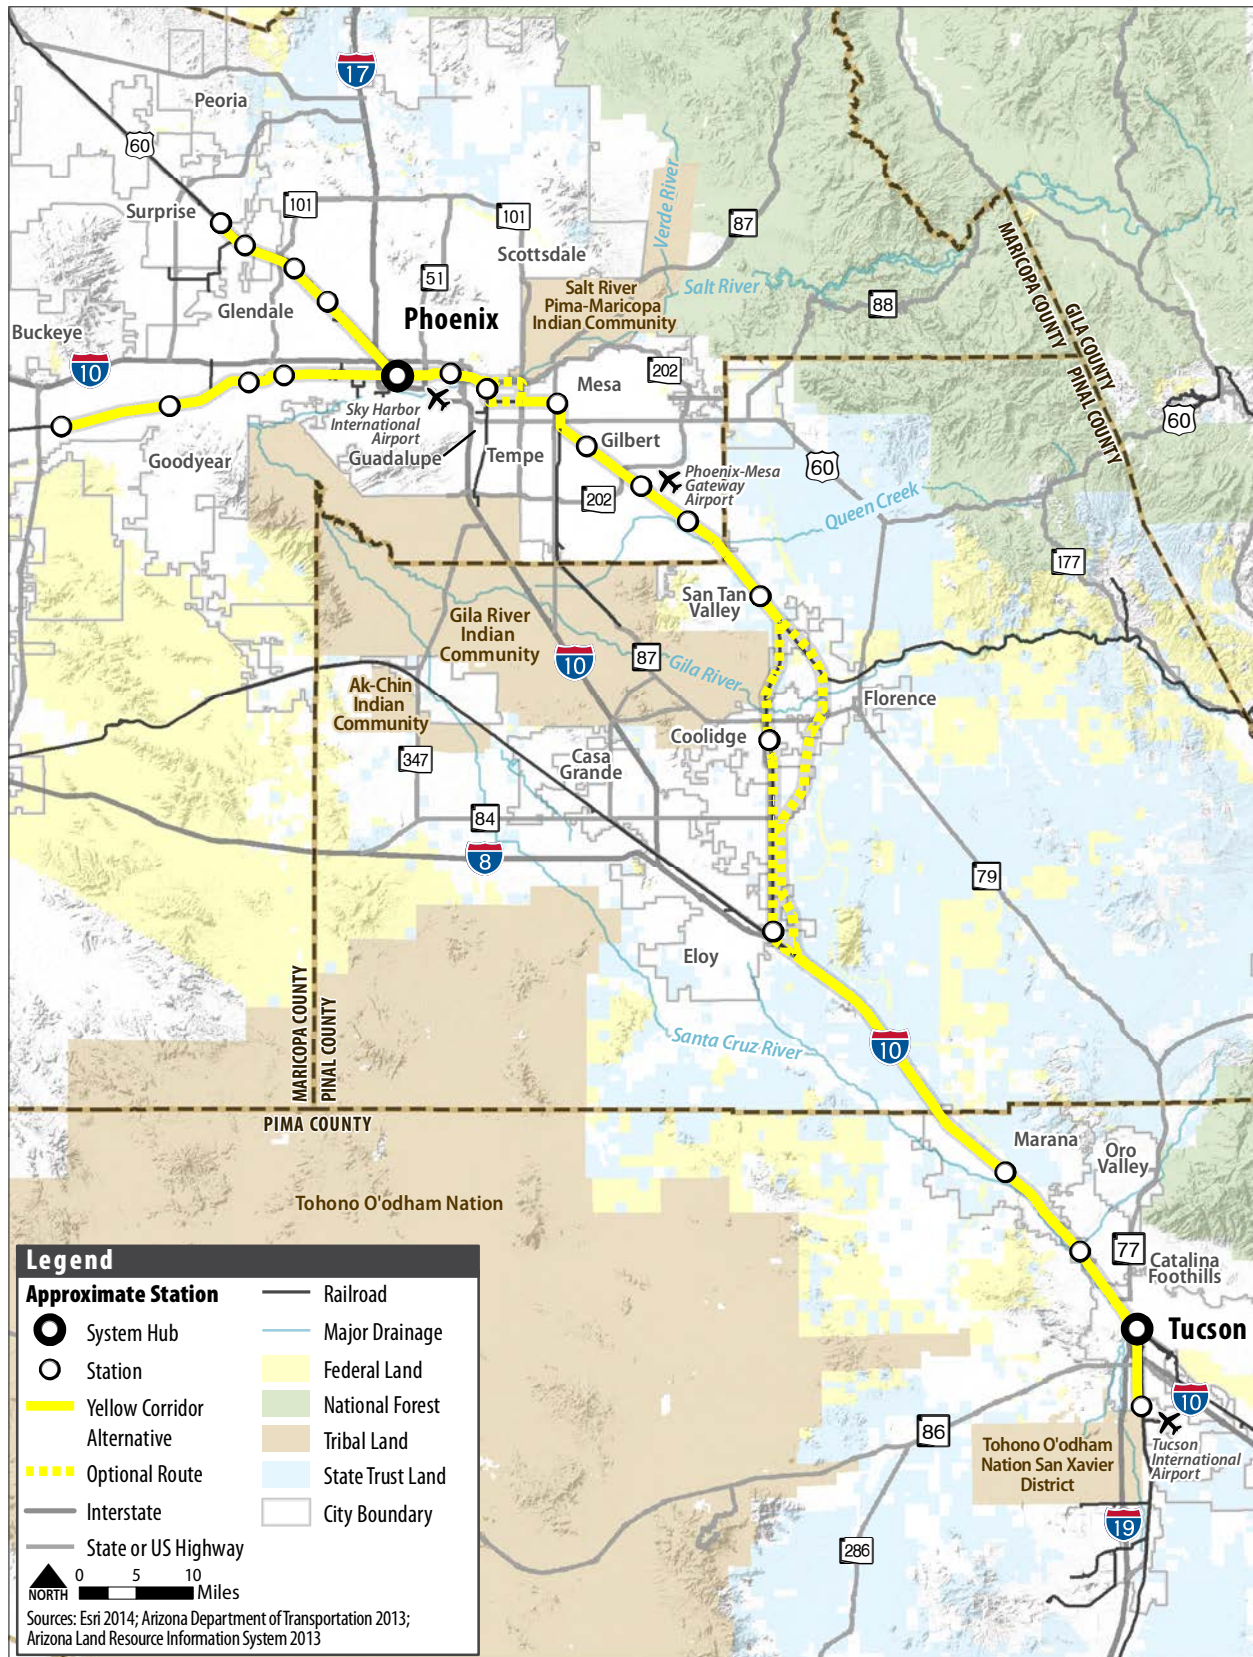 17
Peoria
60
Surprise
101
101
Verde River
87
MARICOPA COUNTY
GILA COUNTY
Scottsdale
51
Salt River
Pima-Maricopa
Indian Community
Salt River
88
Glendale
Phoenix
Buckeye
10
202
Mesa
PINAL COUNTY
60
Sky Harbor
International
Airport
Goodyear
Guadalupe
Tempe
Gilbert
60
Phoenix-Mesa
Gateway
Airport
202
Queen Creek
177
San Tan
Valley
Gila River
Indian
Community
10
87
Gila River
Ak-Chin
Indian
Community
Florence
Coolidge
347
Casa
Grande
84
8
79
Eloy
MARICOPA COUNTY
PINAL COUNTY
Santa Cruz River
10
PIMA COUNTY
Marana
Oro
Valley
Tohono O'odham Nation
77
Catalina
Foothills
Tucson
10
86
Tohono O'odham
Nation San Xavier
District
Tucson
International
Airport
19
286
Legend
Approximate Station
System Hub
Station
Yellow Corridor
Alternative
Optional Route
Interstate
State or US Highway
Railroad
Major Drainage
Federal Land
National Forest
Tribal Land
State Trust Land
City Boundary
NORTH
0 5 10
Miles
Sources: Esri 2014; Arizona Department of Transportation 2013;
Arizona Land Resource Information System 2013